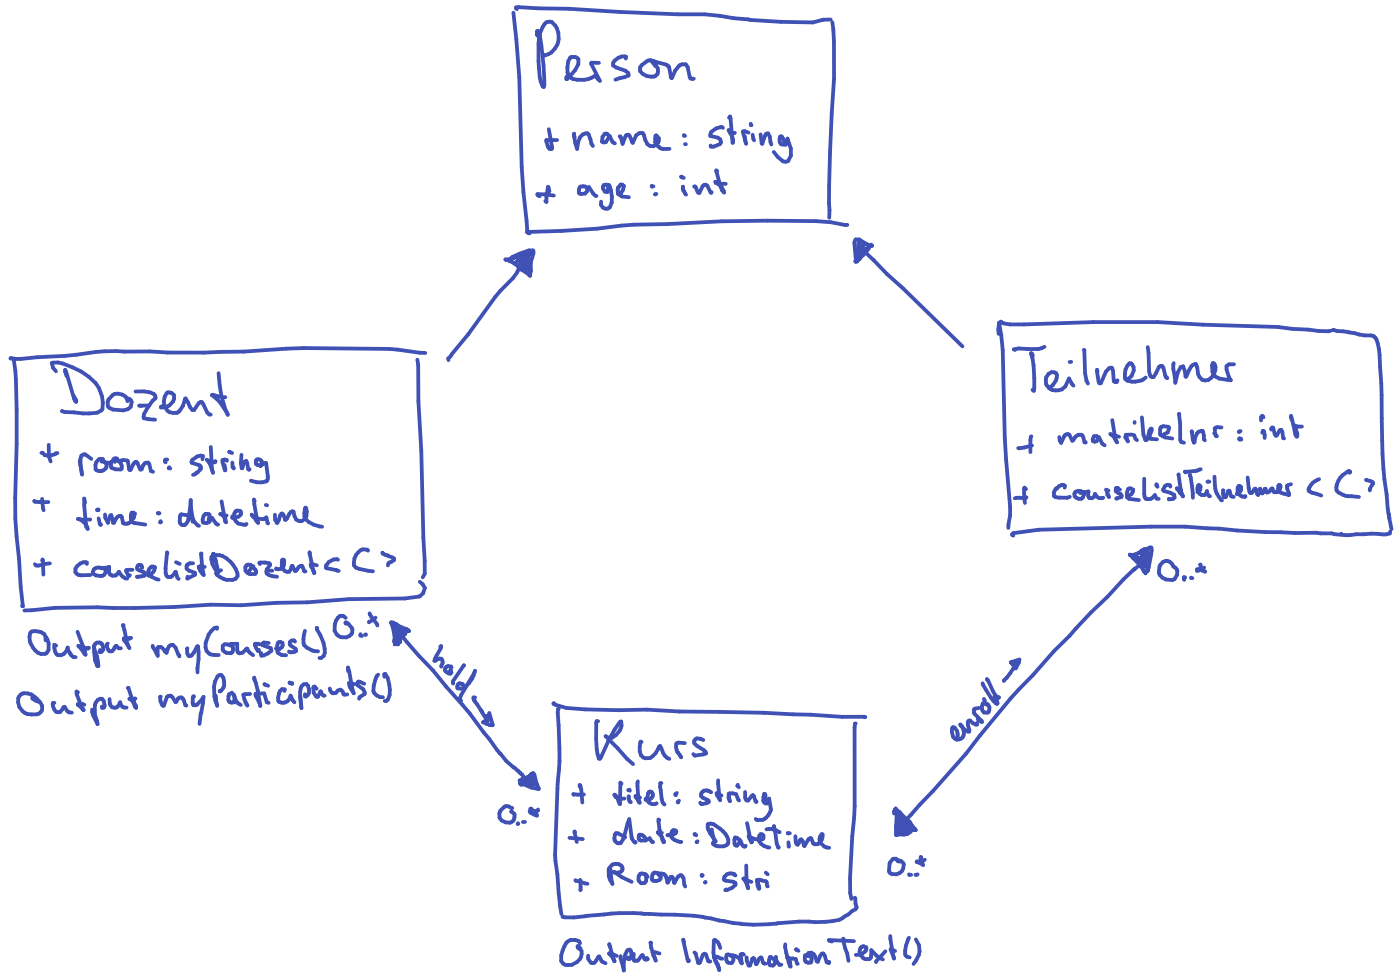 Person
+ name : string
+ age : int
Dozent
+ room : string
+ time : datetime
+ courselistDozent < C >
Output myCourses()
Output myParticipants()
0..*
hold
0..*
Teilnehmer
+ matrikelnr : int
+ courselistTeilnehmer < C >
0..*
enroll
0..*
Kurs
+ titel : string
+ date : DateTime
+ Room : stri
Output InformationText()